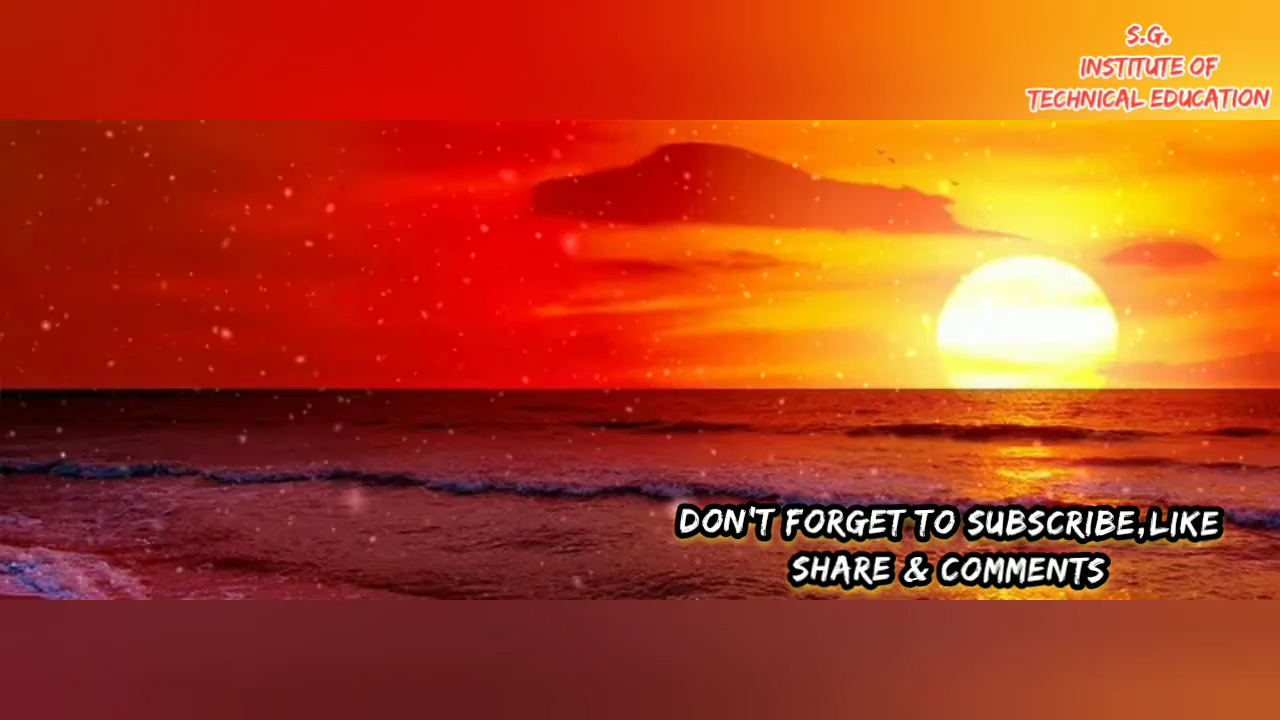 S.G.
INSTITUTE OF
TECHNICAL EDUCATION
DON'T FORGET TO SUBSCRIBE,LIKE
SHARE & COMMENTS